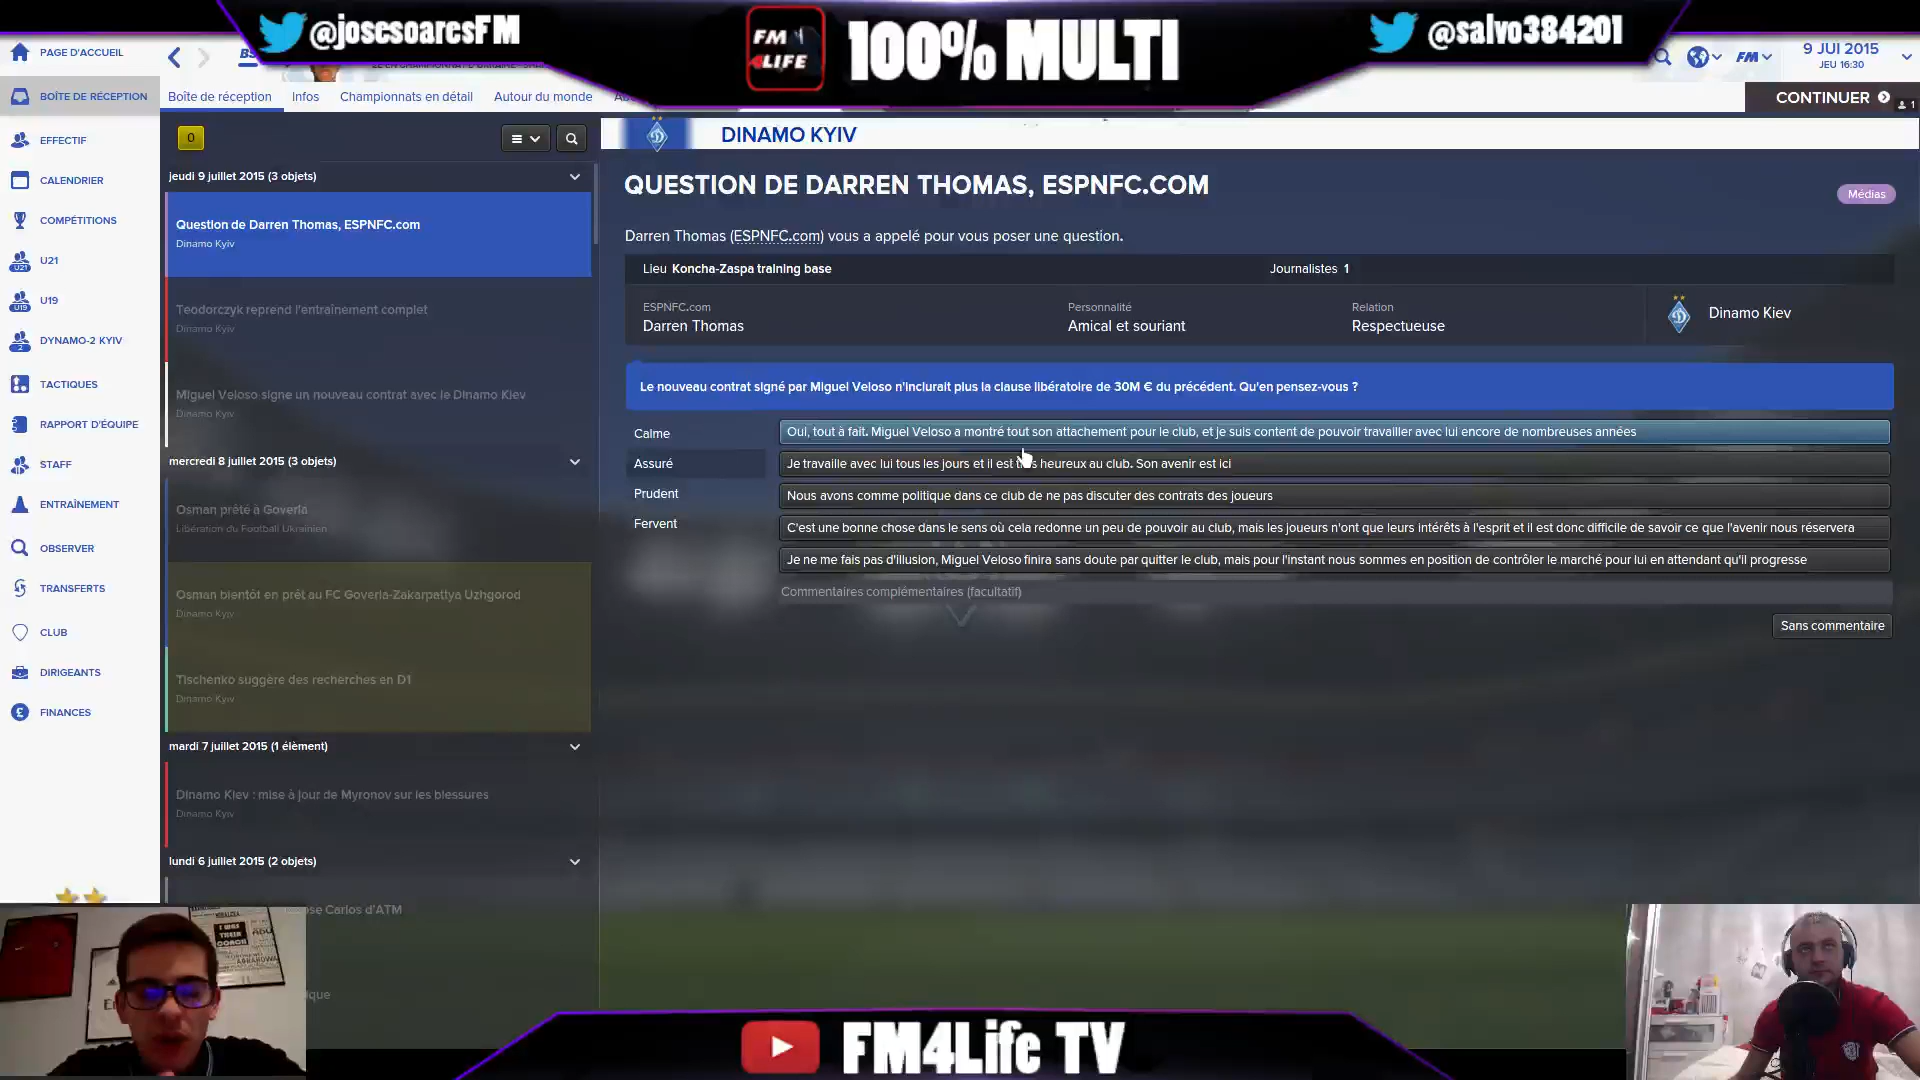 @josesoaresFM
FM 4 LIFE
100% MULTI
@salvo384201
PAGE D'ACCUEIL
FM
9 JUI 2015
JEU 16:30
BOÎTE DE RÉCEPTION
Boîte de réception
Infos
Championnats en détail
Autour du monde
CONTINUER
1
EFFECTIF
CALENDRIER
COMPÉTITIONS
U21
U19
DYNAMO-2 KYIV
TACTIQUES
RAPPORT D'ÉQUIPE
STAFF
ENTRAÎNEMENT
OBSERVER
TRANSFERTS
CLUB
DIRIGEANTS
FINANCES
0
jeudi 9 juillet 2015 (3 objets)
Question de Darren Thomas, ESPNFC.com
Dinamo Kyiv
Teodorczyk reprend l'entraînement complet
Dinamo Kyiv
Miguel Veloso signe un nouveau contrat avec le Dinamo Kiev
Dinamo Kyiv
mercredi 8 juillet 2015 (3 objets)
Osman prêté à Goverla
Libération du Football Ukrainien
Osman bientôt en prêt au FC Goverla-Zakarpattya Uzhgorod
Dinamo Kyiv
Tischenko suggère des recherches en D1
Dinamo Kyiv
mardi 7 juillet 2015 (1 élément)
Dinamo Kiev : mise à jour de Myronov sur les blessures
Dinamo Kyiv
lundi 6 juillet 2015 (2 objets)
Carlos d'ATM
DINAMO KYIV
QUESTION DE DARREN THOMAS, ESPNFC.COM
Médias
Darren Thomas (ESPNFC.com) vous a appelé pour vous poser une question.
Lieu Koncha-Zaspa training base
Journalistes 1
ESPNFC.com
Darren Thomas
Personnalité
Amical et souriant
Relation
Respectueuse
Dinamo Kiev
Le nouveau contrat signé par Miguel Veloso n'inclurait plus la clause libératoire de 30M € du précédent. Qu'en pensez-vous ?
Calme
Assuré
Prudent
Fervent
Oui, tout à fait. Miguel Veloso a montré tout son attachement pour le club, et je suis content de pouvoir travailler avec lui encore de nombreuses années
Je travaille avec lui tous les jours et il est très heureux au club. Son avenir est ici
Nous avons comme politique dans ce club de ne pas discuter des contrats des joueurs
C'est une bonne chose dans le sens où cela redonne un peu de pouvoir au club, mais les joueurs n'ont que leurs intérêts à l'esprit et il est donc difficile de savoir ce que l'avenir nous réservera
Je ne me fais pas d'illusion, Miguel Veloso finira sans doute par quitter le club, mais pour l'instant nous sommes en position de contrôler le marché pour lui en attendant qu'il progresse
Commentaires complémentaires (facultatif)
Sans commentaire
I WAS
THEIR
COACH
FM4Life TV